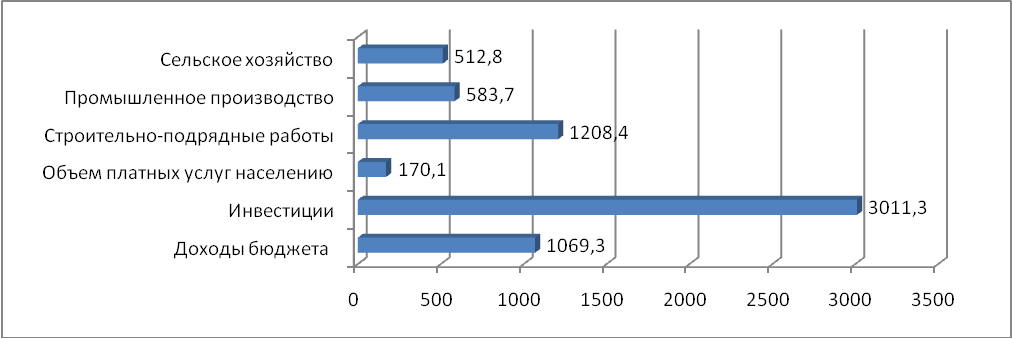 Сельское хозяйство 512,8
Промышленное производство 583,7
Строительно-подрядные работы 1208,4
Объем платных услуг населению 170,1
Инвестиции 3011,3
Доходы бюджета 1069,3
0 500 1000 1500 2000 2500 3000 3500